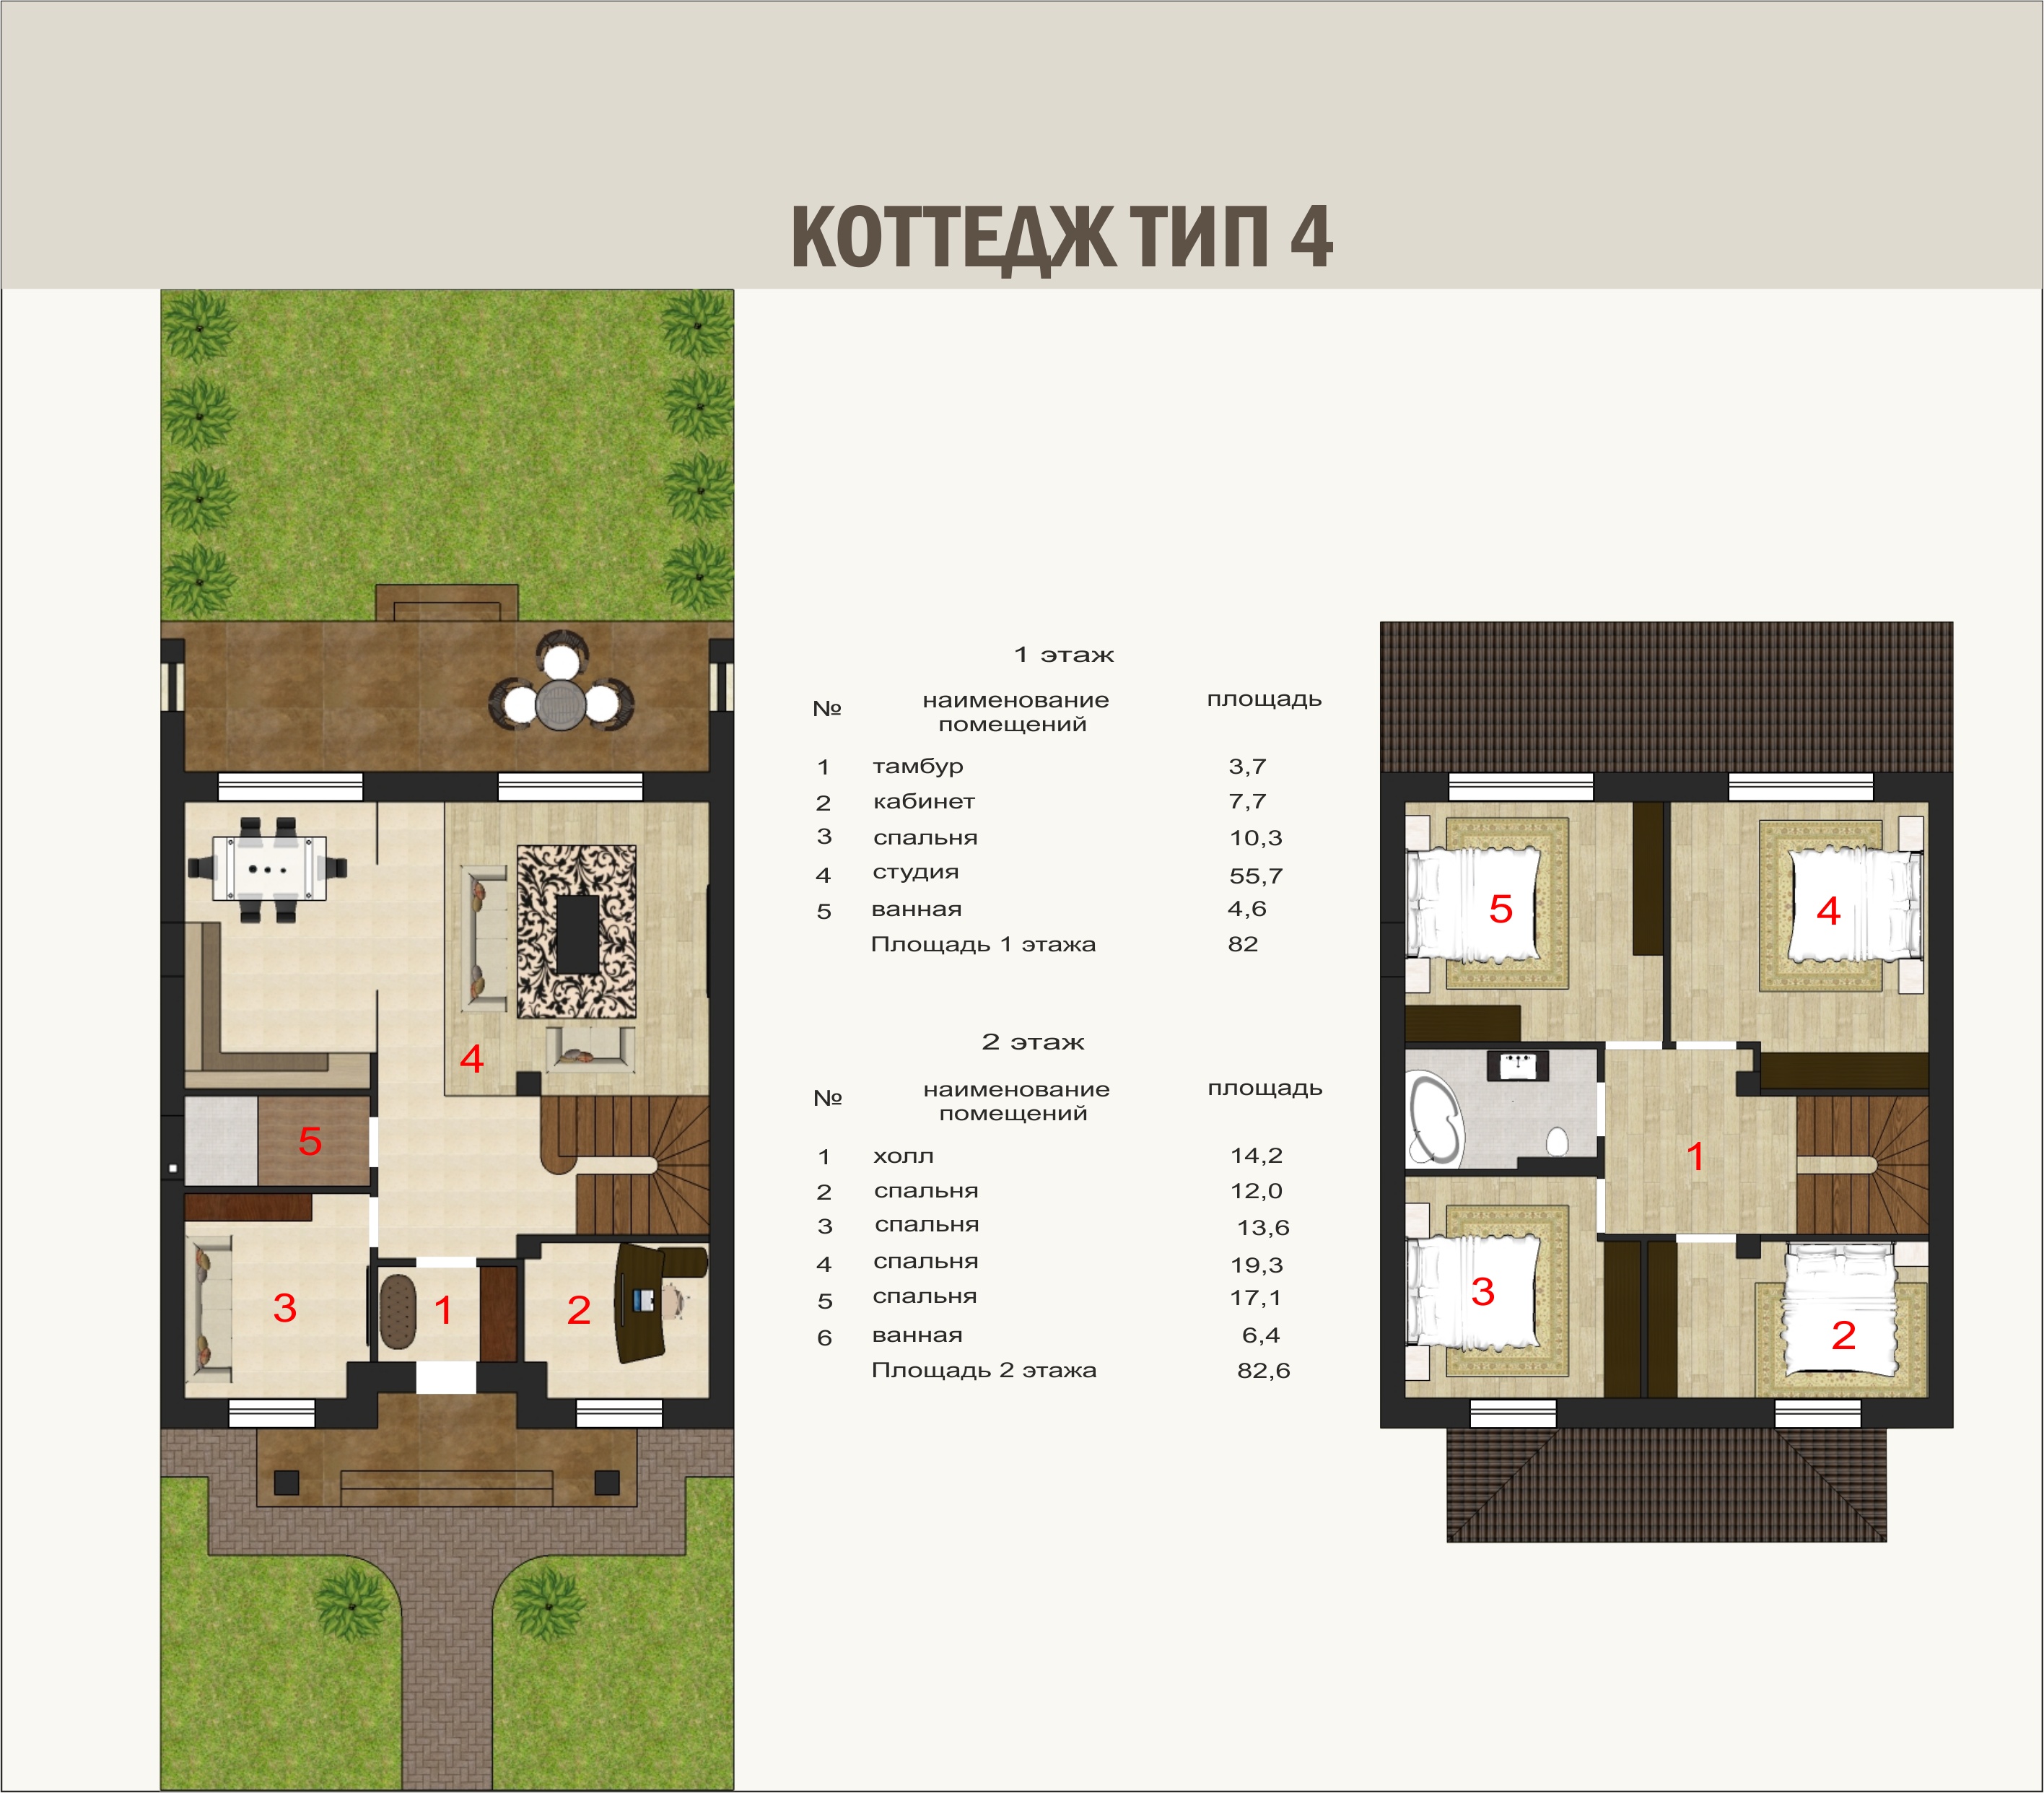 КОТТЕДЖ ТИП 4
1 этаж
№ наименование помещений площадь
1 тамбур 3,7
2 кабинет 7,7
3 спальня 10,3
4 студия 55,7
5 ванная 4,6
Площадь 1 этажа 82
2 этаж
№ наименование помещений площадь
1 холл 14,2
2 спальня 12,0
3 спальня 13,6
4 спальня 19,3
5 спальня 17,1
6 ванная 6,4
Площадь 2 этажа 82,6
4
5
3
1
2
5
4
1
3
2